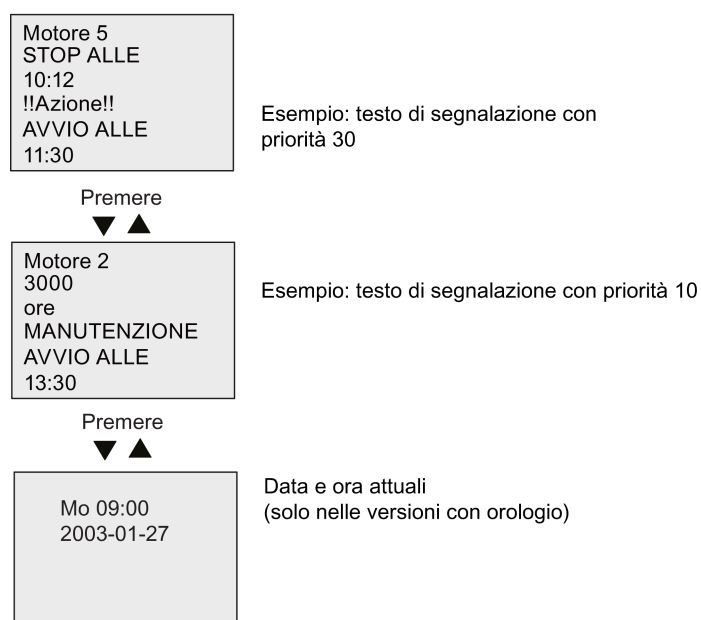 Motore 5
STOP ALLE
10:12
!!Azione!!
AVVIO ALLE
11:30
Esempio: testo di segnalazione con
priorità 30
Premere
Motore 2
3000
ore
MANUTENZIONE
AVVIO ALLE
13:30
Esempio: testo di segnalazione con priorità 10
Premere
Mo 09:00
2003-01-27
Data e ora attuali
(solo nelle versioni con orologio)